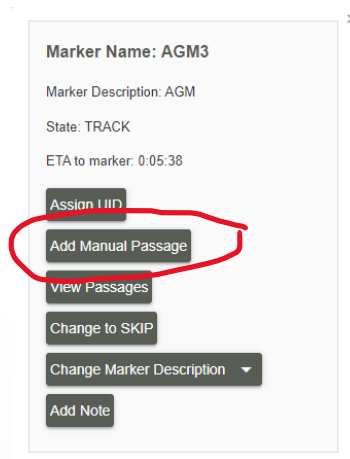 Marker Name: AGM3
Marker Description: AGM
State: TRACK
ETA to marker: 0:05:38
Assign UID
Add Manual Passage
View Passages
Change to SKIP
Change Marker Description
Add Note